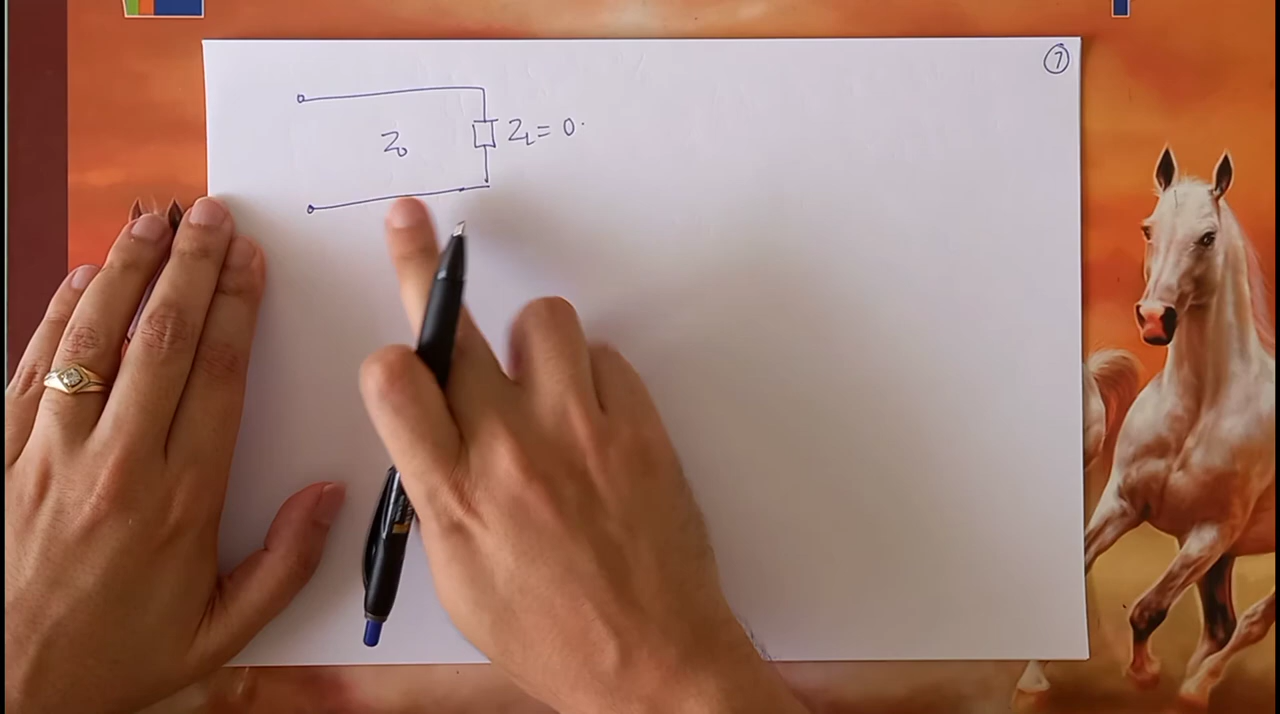 7
Z₀
Z_L = 0.